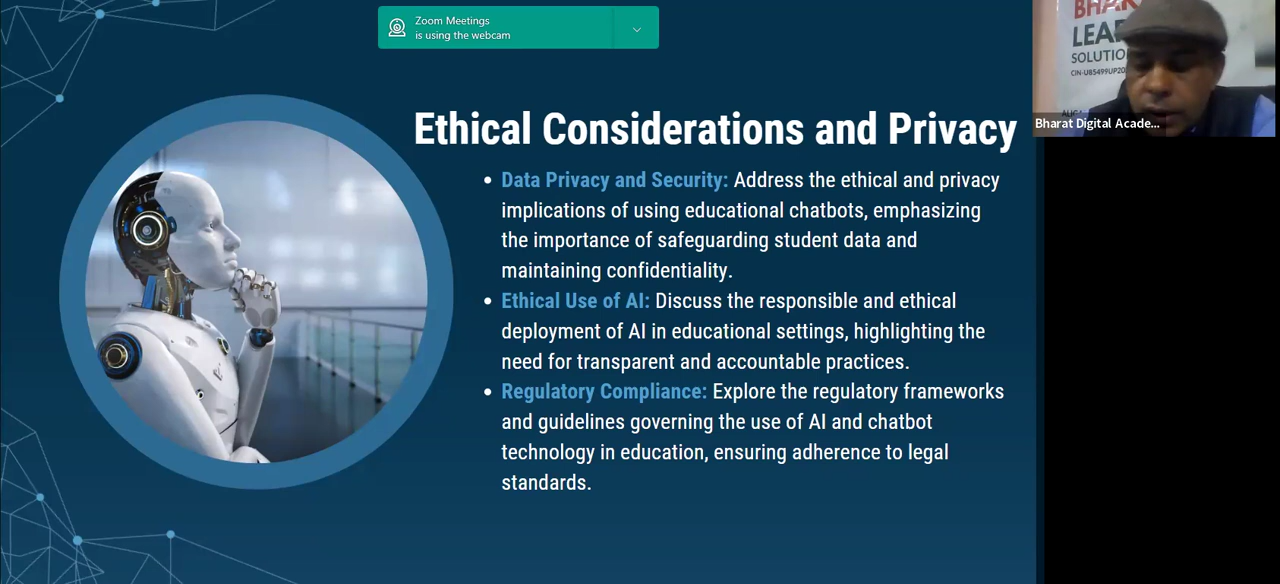 Zoom Meetings
is using the webcam
LEA
SOLUTIO
Bharat Digital Acade...
Ethical Considerations and Privacy
• Data Privacy and Security: Address the ethical and privacy
implications of using educational chatbots, emphasizing
the importance of safeguarding student data and
maintaining confidentiality.
• Ethical Use of AI: Discuss the responsible and ethical
deployment of AI in educational settings, highlighting the
need for transparent and accountable practices.
• Regulatory Compliance: Explore the regulatory frameworks
and guidelines governing the use of AI and chatbot
technology in education, ensuring adherence to legal
standards.